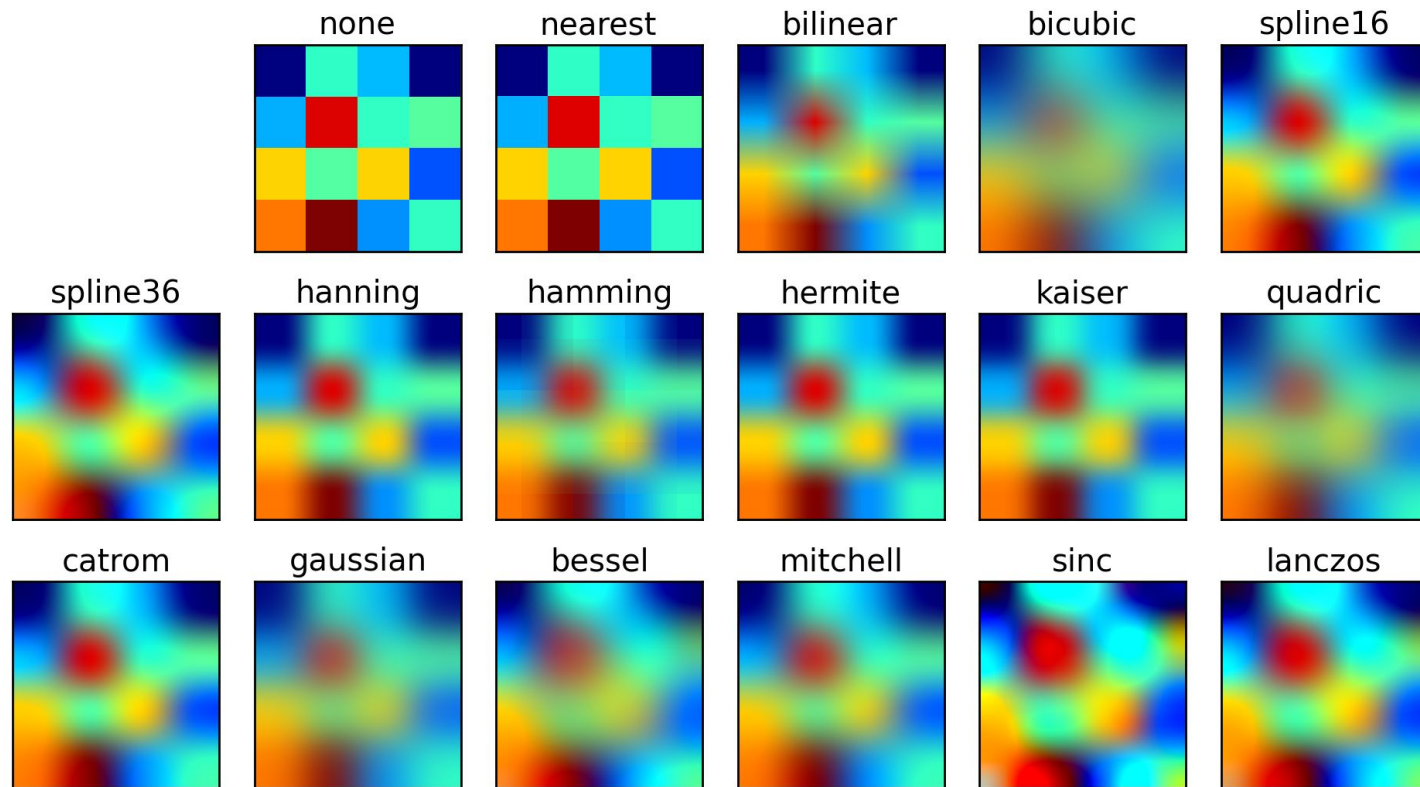 none nearest bilinear bicubic spline16
spline36 hanning hamming hermite kaiser quadric
catrom gaussian bessel mitchell sinc lanczos